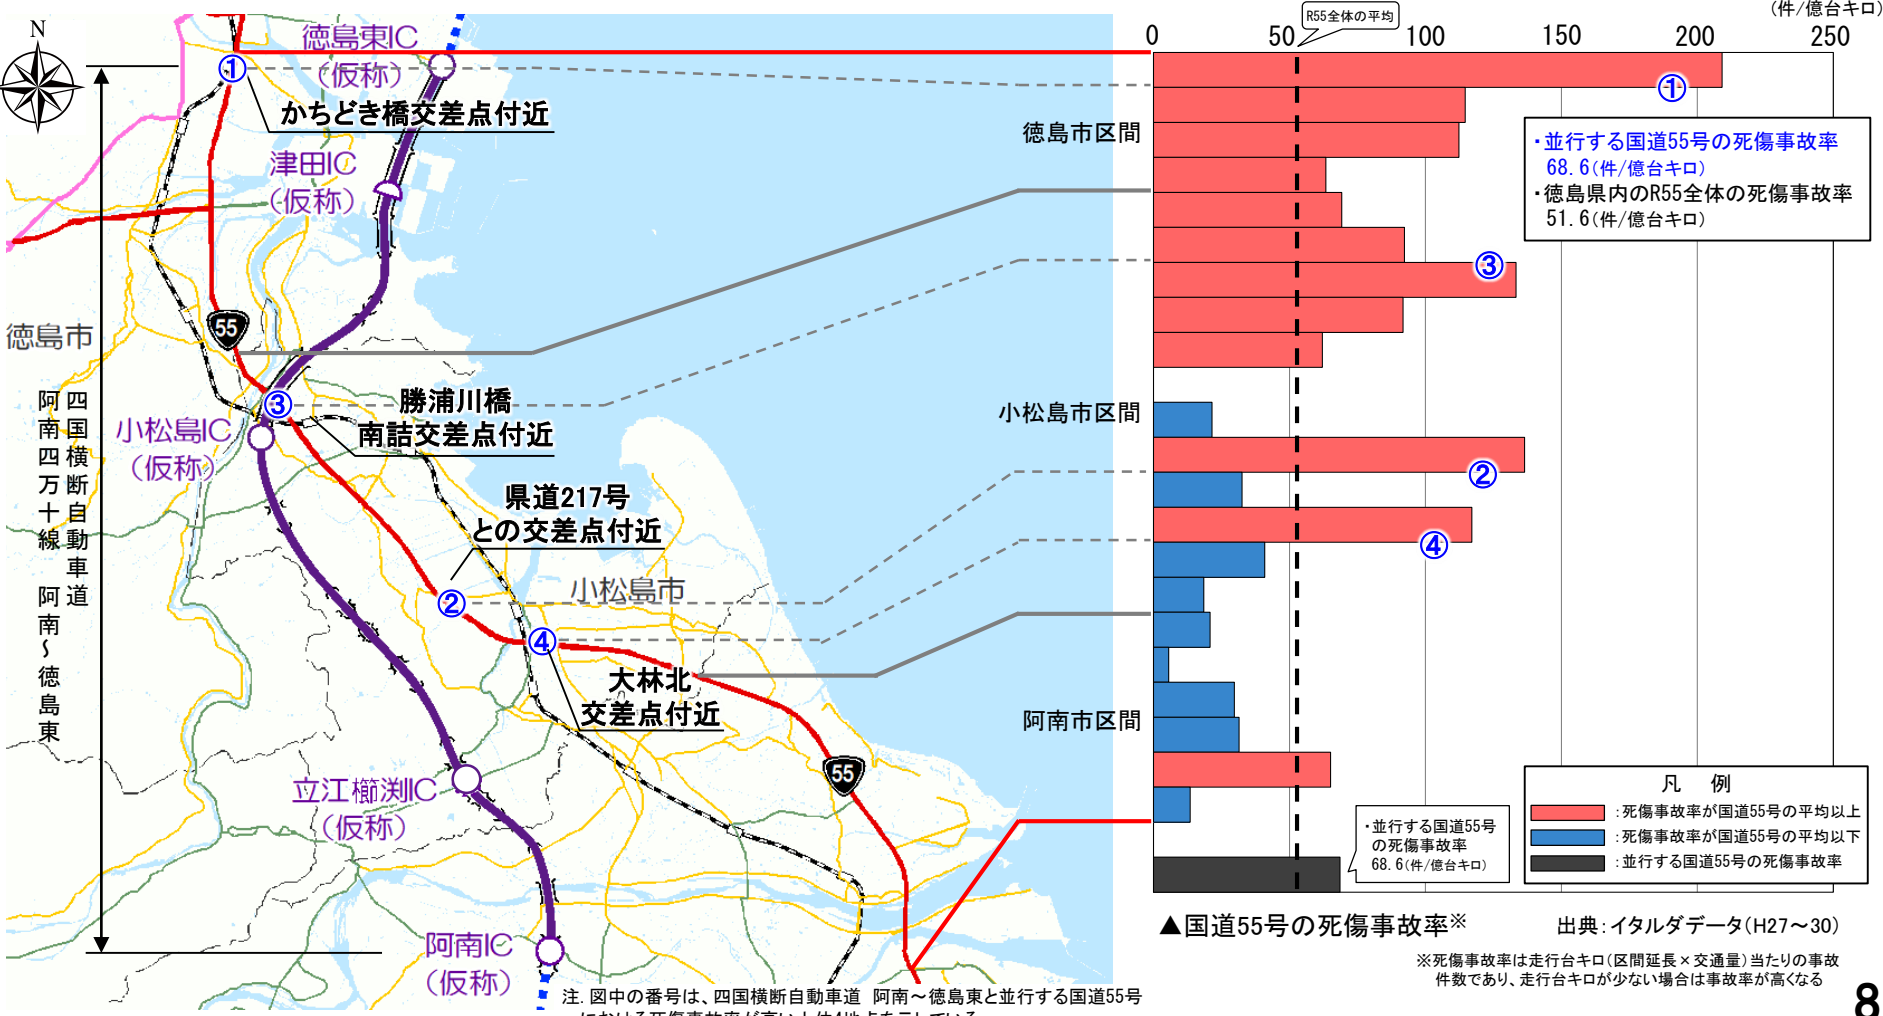 N
徳島東IC
(仮称)
①
かちどき橋交差点付近
津田IC
(仮称)
徳島市
55
四国横断自動車道
阿南四万十線 阿南～徳島東
③
勝浦川橋
南詰交差点付近
小松島IC
(仮称)
県道217号
との交差点付近
小松島市
②
④
大林北
交差点付近
55
立江櫛渕IC
(仮称)
阿南IC
(仮称)
注.図中の番号は、四国横断自動車道 阿南～徳島東と並行する国道55号
(件/億台キロ)
R55全体の平均
0 50 100 150 200 250
徳島市区間
小松島市区間
阿南市区間
①
③
②
④
・並行する国道55号の死傷事故率
68.6(件/億台キロ)
・徳島県内のR55全体の死傷事故率
51.6(件/億台キロ)
凡 例
:死傷事故率が国道55号の平均以上
:死傷事故率が国道55号の平均以下
:並行する国道55号の死傷事故率
・並行する国道55号
の死傷事故率
68.6(件/億台キロ)
▲国道55号の死傷事故率※
出典:イタルダデータ(H27～30)
※死傷事故率は走行台キロ(区間延長×交通量)当たりの事故
件数であり、走行台キロが少ない場合は事故率が高くなる
8